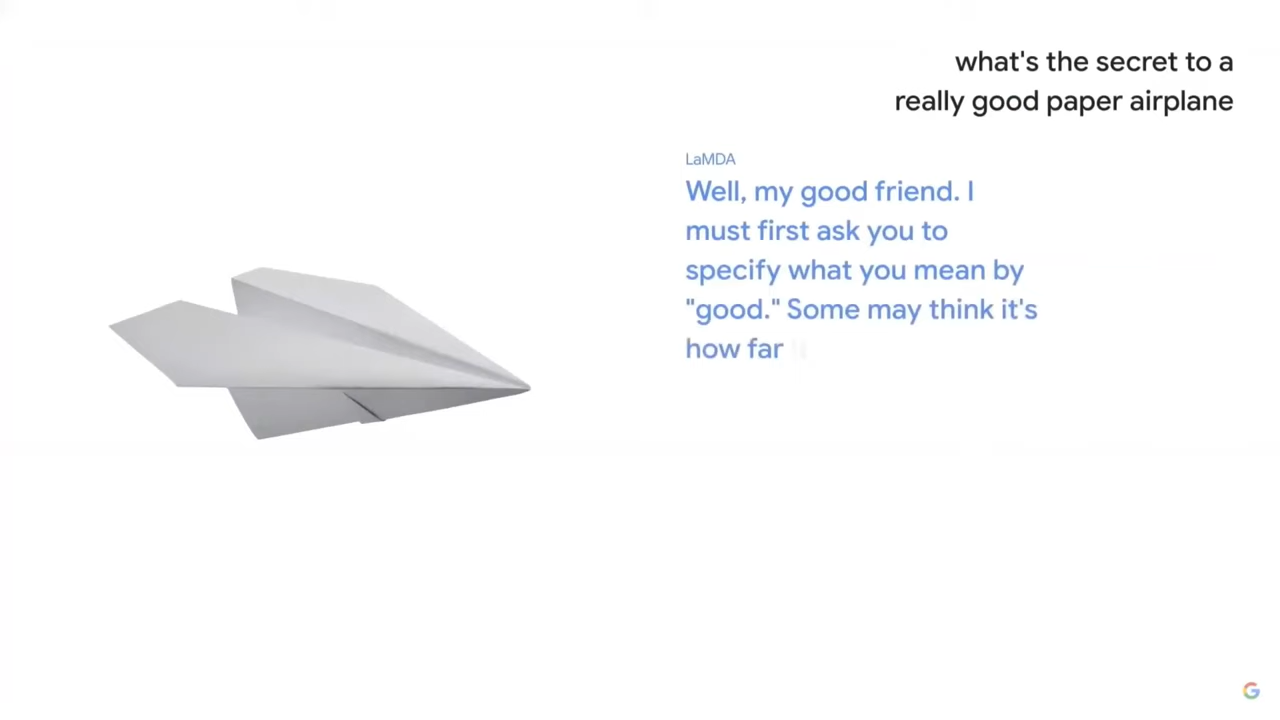 what's the secret to a
really good paper airplane
LaMDA
Well, my good friend. I
must first ask you to
specify what you mean by
"good." Some may think it's
how far